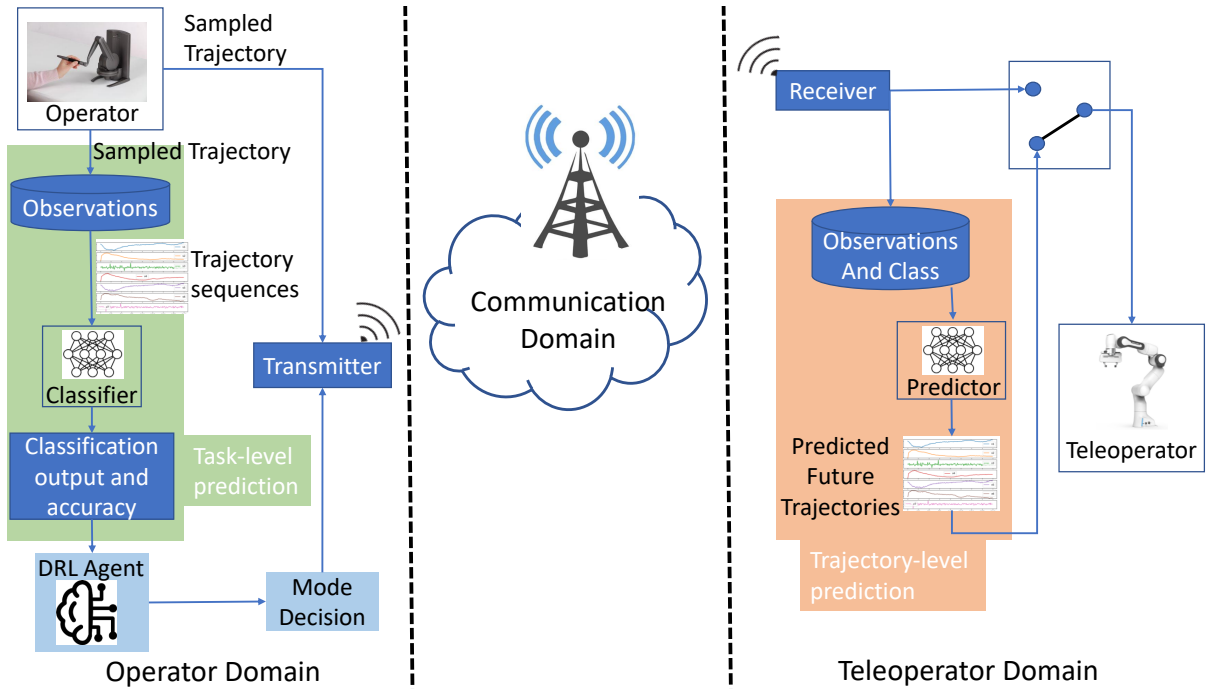 Sampled
Trajectory
Operator
Sampled Trajectory
Observations
Trajectory
sequences
Classifier
Classification
output and
accuracy
Task-level
prediction
DRL Agent
Mode
Decision
Transmitter
Operator Domain
Communication
Domain
Receiver
Observations
And Class
Predictor
Predicted
Future
Trajectories
Trajectory-level
prediction
Teleoperator
Teleoperator Domain